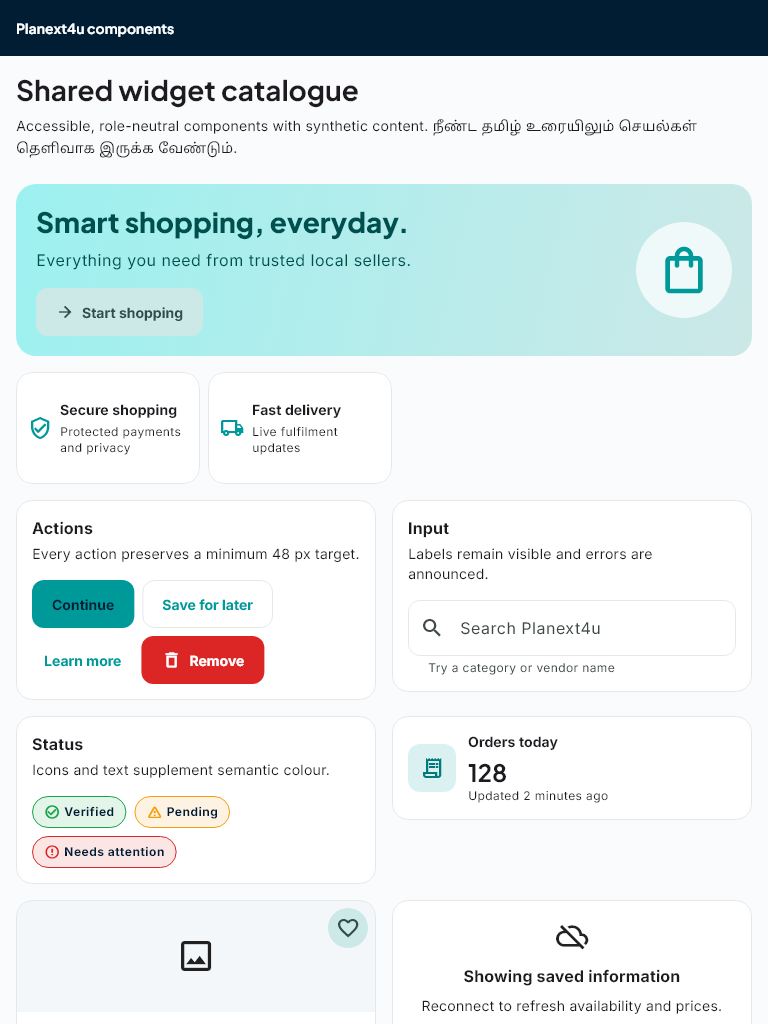 Planext4u components
Shared widget catalogue
Accessible, role-neutral components with synthetic content. நீண்ட தமிழ் உரையிலும் செயல்கள்
தெளிவாக இருக்க வேண்டும்.
Smart shopping, everyday.
Everything you need from trusted local sellers.
Start shopping
Secure shopping
Protected payments
and privacy
Fast delivery
Live fulfilment
updates
Actions
Every action preserves a minimum 48 px target.
Continue
Save for later
Learn more
Remove
Input
Labels remain visible and errors are
announced.
Search Planext4u
Try a category or vendor name
Status
Icons and text supplement semantic colour.
Verified
Pending
Needs attention
Orders today
128
Updated 2 minutes ago
Showing saved information
Reconnect to refresh availability and prices.